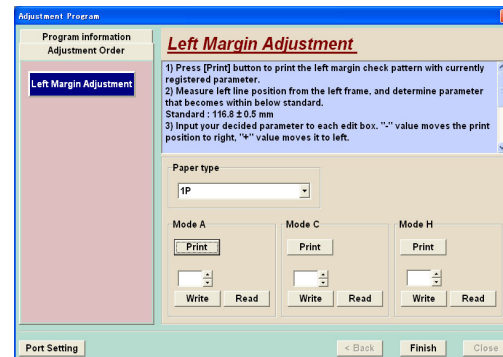 Adjustment Program
Program information
Adjustment Order
Left Margin Adjustment
Left Margin Adjustment
1) Press [Print] button to print the left margin check pattern with currently
registered parameter.
2) Measure left line position from the left frame, and determine parameter
that becomes within below standard.
Standard : 116.8 ± 0.5 mm
3) Input your decided parameter to each edit box. "-" value moves the print
position to right, "+" value moves it to left.
Paper type
1P
Mode A
Mode C
Mode H
Print
Print
Print
Write Read
Write Read
Write Read
Port Setting
< Back
Finish
Close